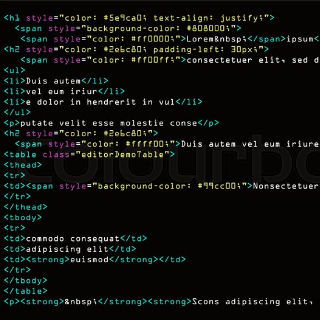 <h1 style="color: #5e9ca0; text-align: justify;">
<span style="background-color: #808000;">
<span style="color: #ff0000;">Lorem&nbsp;</span>ipsum<
<h2 style="color: #2e6c80; padding-left: 30px;">
<span style="color: #ff00ff;">consectetuer elit, sed d
<ul>
<li>Duis autem</li>
<li>vel eum iriur</li>
<li>e dolor in hendrerit in vul</li>
</ul>
<p>putate velit esse molestie conse</p>
<h2 style="color: #2e6c80;">
<span style="color: #ffff00;">Duis autem vel eum iriure
<table class="editorDemoTable">
<thead>
<tr>
<td><span style="background-color: #99cc00;">Nonsectetuer
</tr>
</thead>
<tbody>
<tr>
<td>commodo consequat</td>
<td>adipiscing elit</td>
<td><strong>euismod</strong></td>
</tr>
</tbody>
</table>
<p><strong>&nbsp;</strong><strong>Scons adipiscing elit,